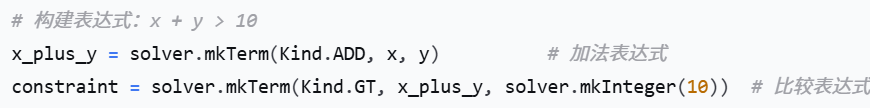 # 构建表达式：x + y > 10
x_plus_y = solver.mkTerm(Kind.ADD, x, y)          # 加法表达式
constraint = solver.mkTerm(Kind.GT, x_plus_y, solver.mkInteger(10))  # 比较表达式